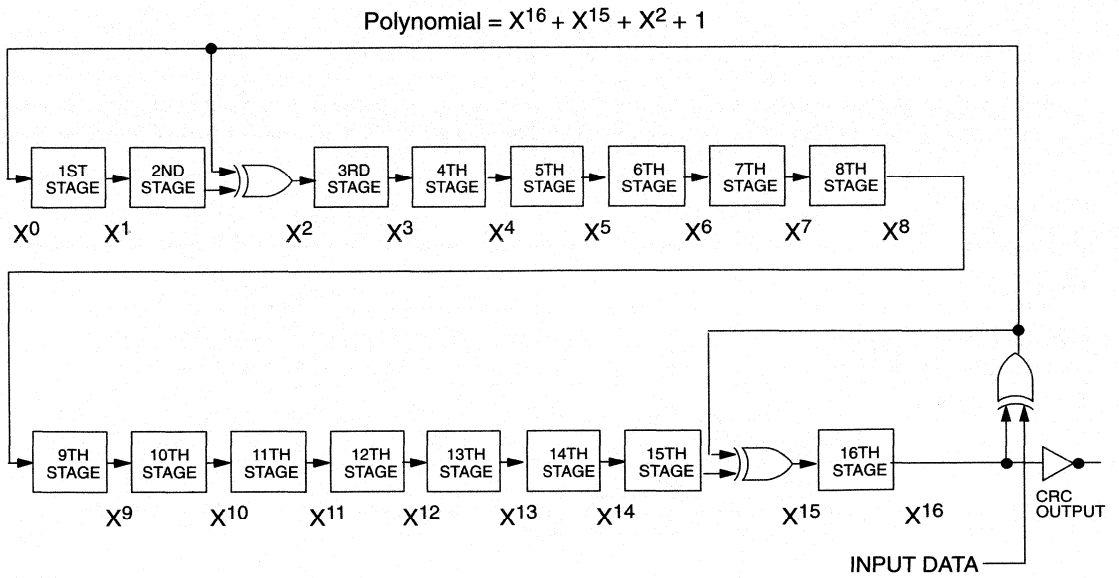 Polynomial = X¹⁶ + X¹⁵ + X² + 1
1ST STAGE
2ND STAGE
3RD STAGE
4TH STAGE
5TH STAGE
6TH STAGE
7TH STAGE
8TH STAGE
X⁰ X¹ X² X³ X⁴ X⁵ X⁶ X⁷ X⁸
9TH STAGE
10TH STAGE
11TH STAGE
12TH STAGE
13TH STAGE
14TH STAGE
15TH STAGE
16TH STAGE
CRC OUTPUT
X⁹ X¹⁰ X¹¹ X¹² X¹³ X¹⁴ X¹⁵ X¹⁶
INPUT DATA